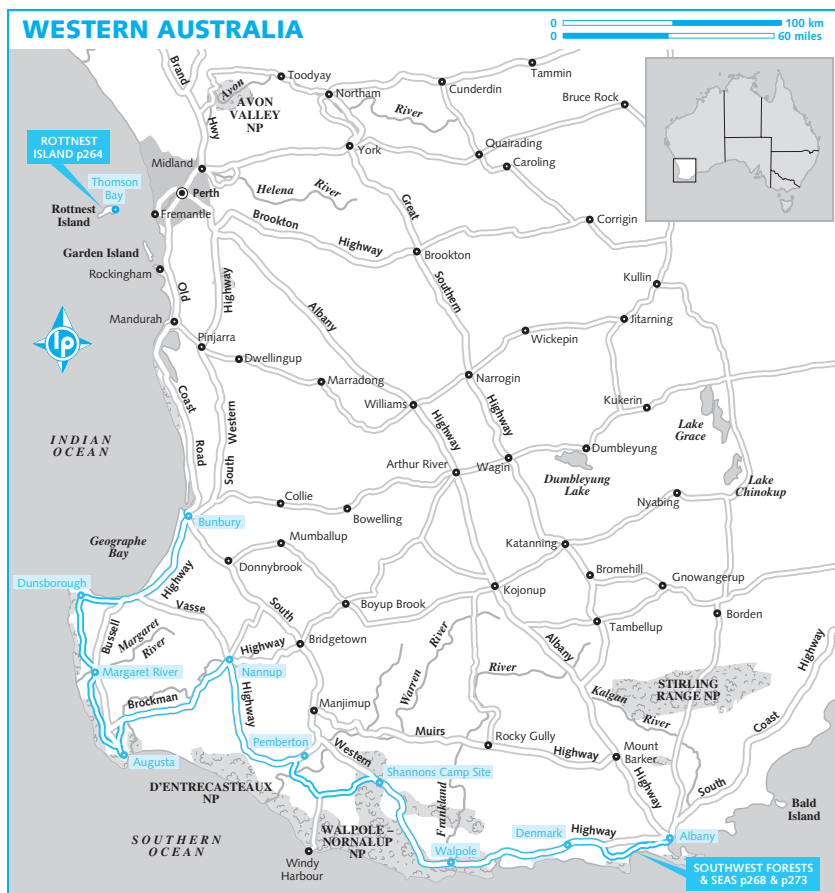 WESTERN AUSTRALIA
0 100 km
0 60 miles
Brand
Hwy
Toodyay
Tammin
Avon
Northam
Cunderdin
AVON
VALLEY
NP
River
Bruce Rock
ROTTNEST
ISLAND p264
York
Quairading
Midland
Caroling
Thomson
Bay
Perth
Helena
River
Great
Rottnest
Island
Fremantle
Brookton
Highway
Corrigin
Garden Island
Brookton
Rockingham
Highway
Southern
Kullin
Old
Albany
Mandurah
Jitarning
Pinjarra
Wickepin
lp
Dwellingup
Marradong
Narrogin
Coast
Williams
Kukerin
Highway
Highway
Lake
Grace
INDIAN
OCEAN
Road
South Western
Dumbleyung
Arthur River
Wagin
Dumbleyung
Lake
Lake
Chinokup
Collie
Nyabing
Bowelling
Bunbury
Geographe
Bay
Mumballup
Katanning
Donnybrook
Bromehill
Gnowangerup
Dunsborough
Highway
Kojonup
Vasse
Boyup Brook
Borden
Bussell
South
Tambellup
Margaret
River
Highway
Bridgetown
River
Albany
Highway
Margaret River
Nannup
Warren
River
STIRLING
RANGE NP
Kalgan
River
Brockman
Highway
Manjimup
Coast
Muirs
Rocky Gully
Pemberton
Western
Highway
Mount
Barker
Augusta
Shannons Camp Site
South
D'ENTRECASTEAUX
NP
Frankland
Highway
Bald
Island
SOUTHERN
OCEAN
WALPOLE –
NORNALUP
NP
Denmark
Highway
Albany
Windy
Harbour
Walpole
SOUTHWEST FORESTS
& SEAS p268 & p273